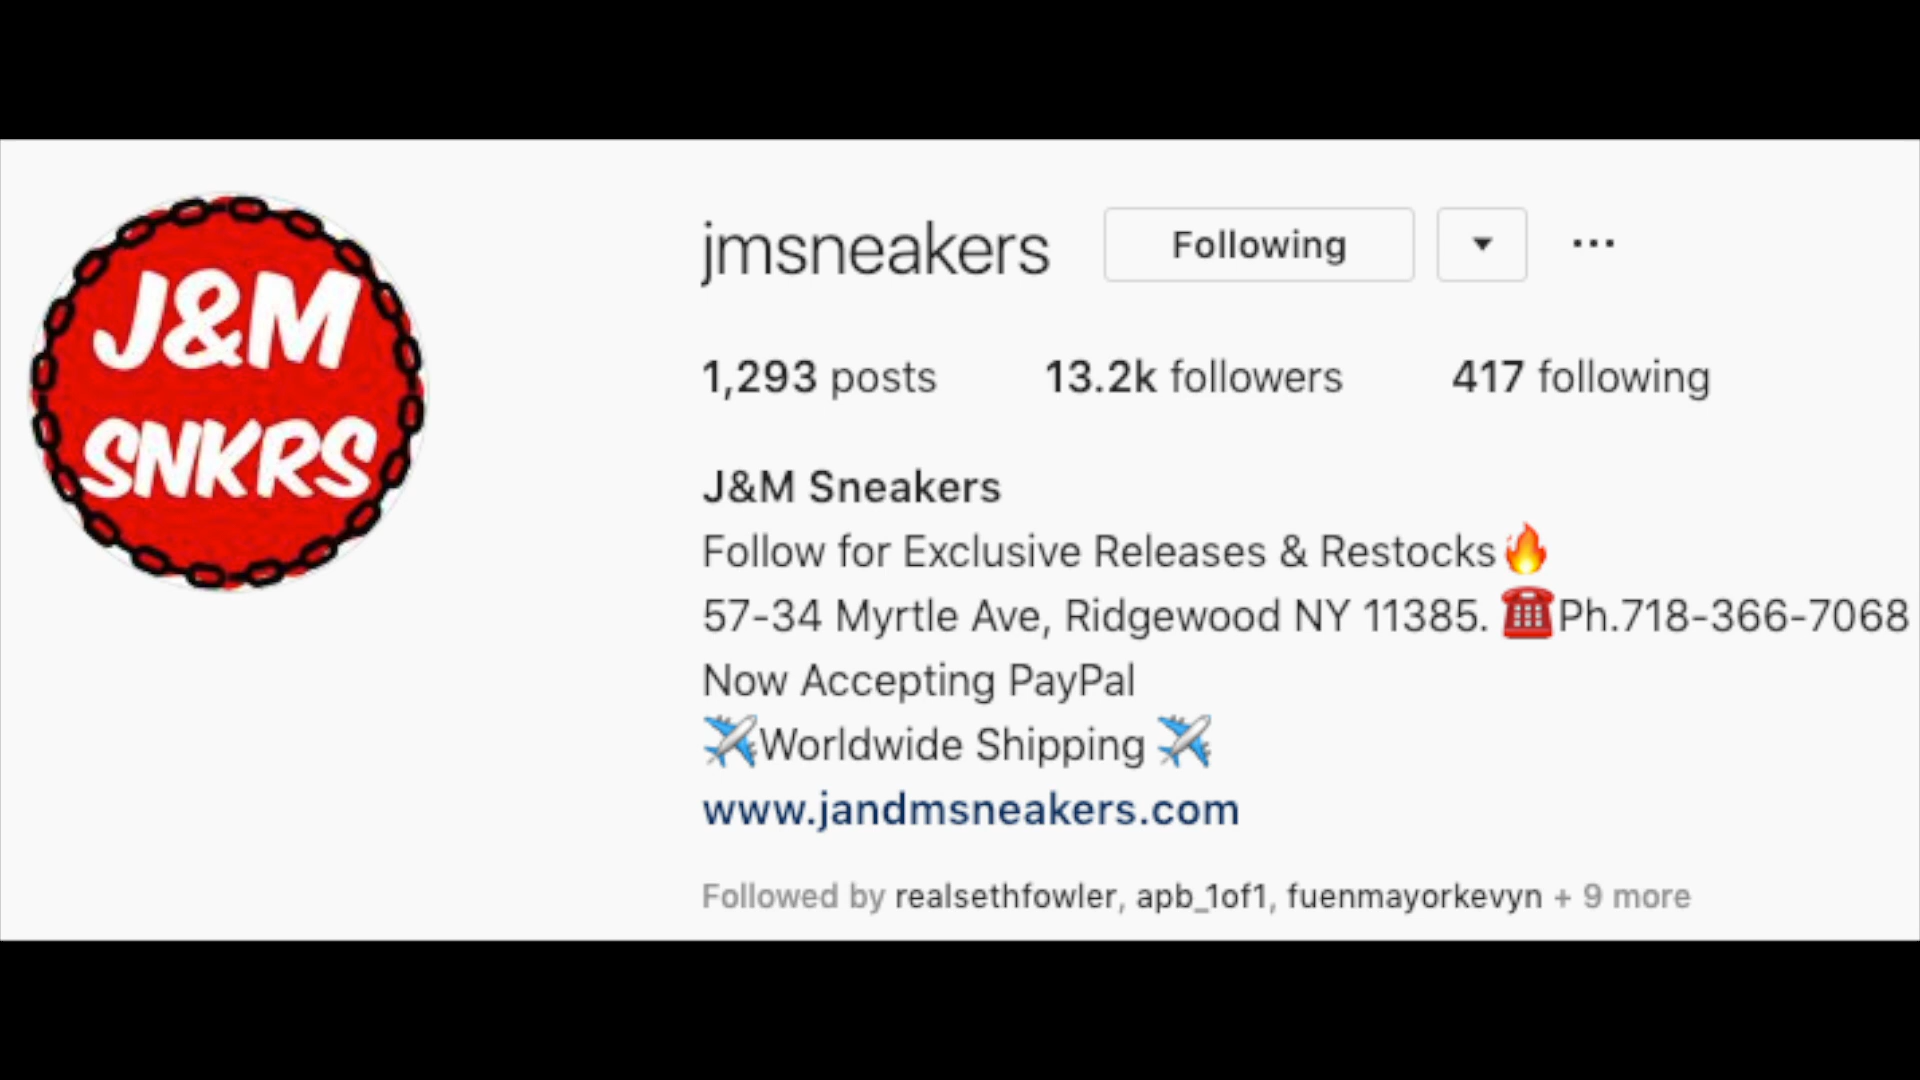 J&M
SNKRS
jmsneakers Following
1,293 posts 13.2k followers 417 following
J&M Sneakers
Follow for Exclusive Releases & Restocks🔥
57-34 Myrtle Ave, Ridgewood NY 11385. ☎️Ph.718-366-7068
Now Accepting PayPal
✈️Worldwide Shipping ✈️
www.jandmsneakers.com
Followed by realsethfowler, apb_1of1, fuenmayorkevyn + 9 more